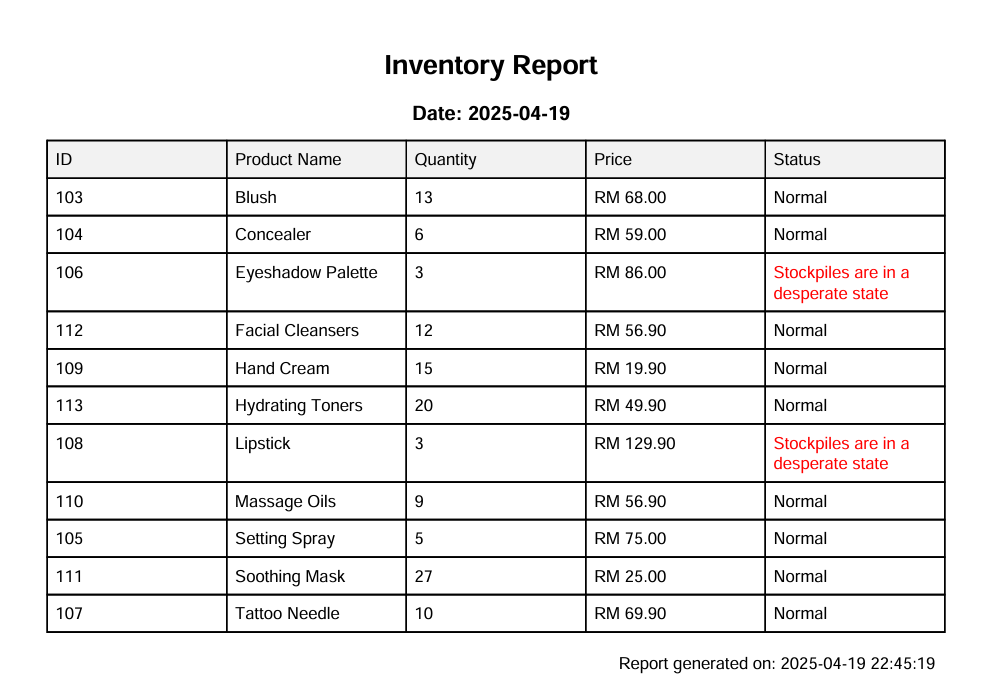 Inventory Report
Date: 2025-04-19
ID Product Name Quantity Price Status
103 Blush 13 RM 68.00 Normal
104 Concealer 6 RM 59.00 Normal
106 Eyeshadow Palette 3 RM 86.00 Stockpiles are in a
desperate state
112 Facial Cleansers 12 RM 56.90 Normal
109 Hand Cream 15 RM 19.90 Normal
113 Hydrating Toners 20 RM 49.90 Normal
108 Lipstick 3 RM 129.90 Stockpiles are in a
desperate state
110 Massage Oils 9 RM 56.90 Normal
105 Setting Spray 5 RM 75.00 Normal
111 Soothing Mask 27 RM 25.00 Normal
107 Tattoo Needle 10 RM 69.90 Normal
Report generated on: 2025-04-19 22:45:19